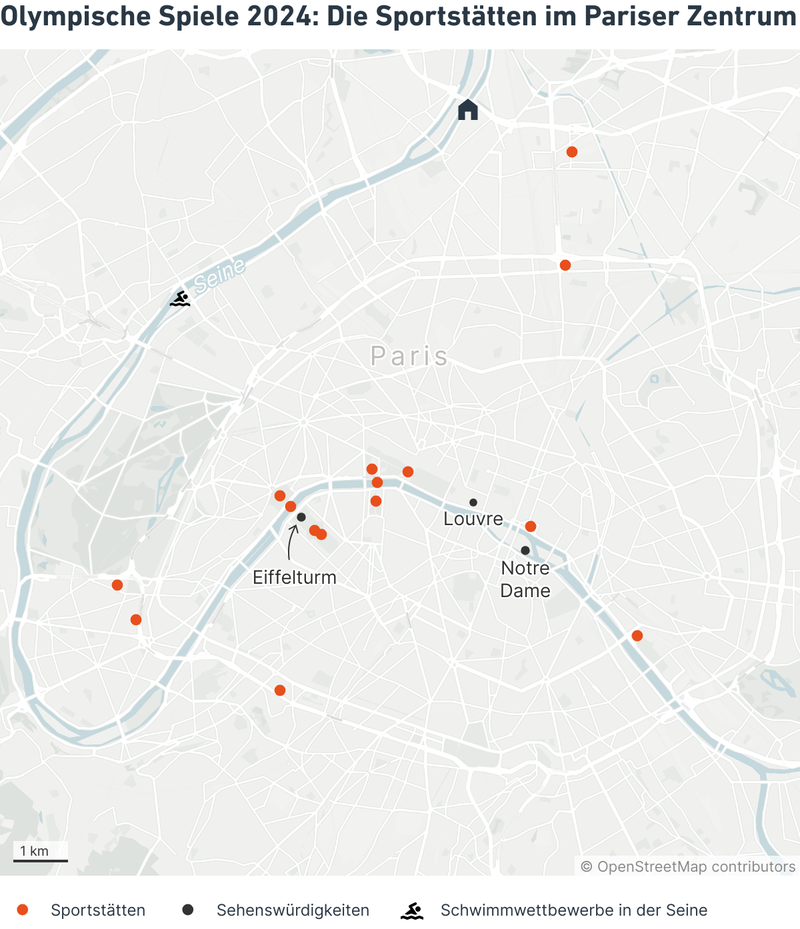 Olympische Spiele 2024: Die Sportstätten im Pariser Zentrum
Seine
Paris
Louvre
Notre
Dame
Eiffelturm
1 km
© OpenStreetMap contributors
Sportstätten
Sehenswürdigkeiten
Schwimmwettbewerbe in der Seine